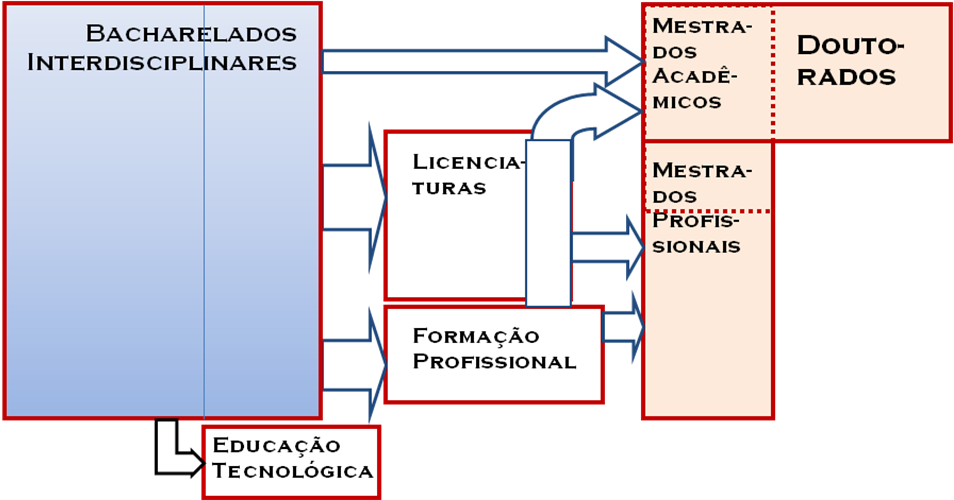 BACHARELADOS
INTERDISCIPLINARES
MESTRA-
DOS
ACADÊ-
MICOS
DOUTO-
RADOS
LICENCIA-
TURAS
MESTRA-
DOS
PROFIS-
SIONAIS
FORMAÇÃO
PROFISSIONAL
EDUCAÇÃO
TECNOLÓGICA